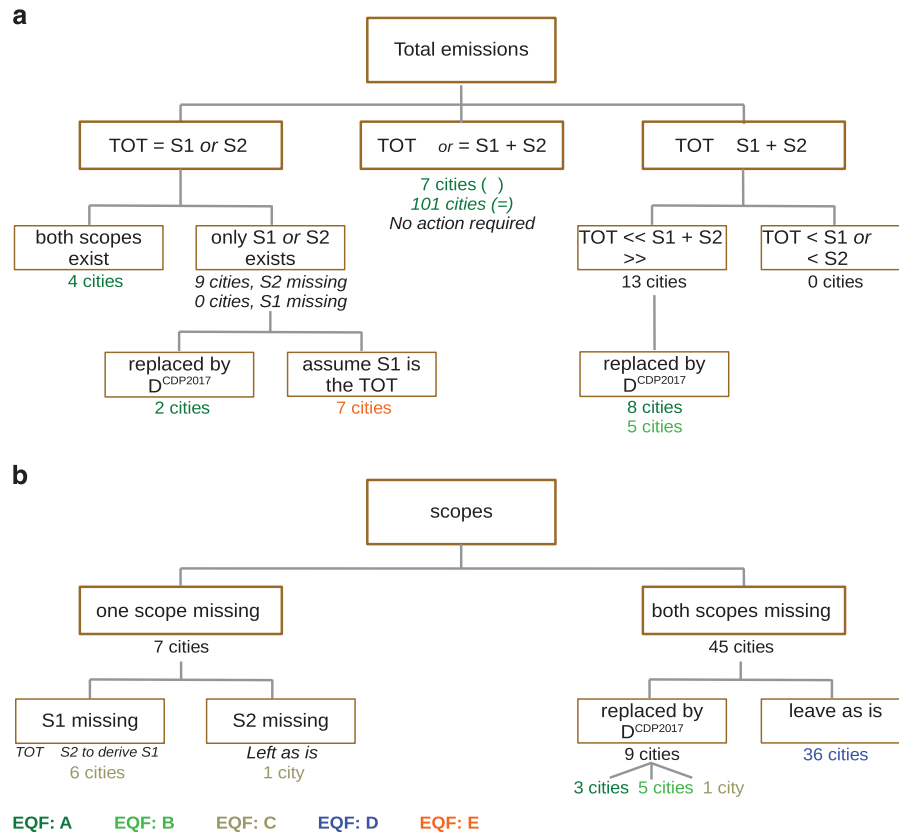 a
Total emissions
TOT = S1 or S2
TOT or = S1 + S2
TOT S1 + S2
7 cities ( )
101 cities (=)
No action required
both scopes
exist
4 cities
only S1 or S2
exists
9 cities, S2 missing
0 cities, S1 missing
TOT << S1 + S2
>>
13 cities
TOT < S1 or
< S2
0 cities
replaced by
D^CDP2017
2 cities
assume S1 is
the TOT
7 cities
replaced by
D^CDP2017
8 cities
5 cities
b
scopes
one scope missing
7 cities
both scopes missing
45 cities
S1 missing
TOT S2 to derive S1
6 cities
S2 missing
Left as is
1 city
replaced by
D^CDP2017
9 cities
3 cities 5 cities 1 city
leave as is
36 cities
EQF: A EQF: B EQF: C EQF: D EQF: E